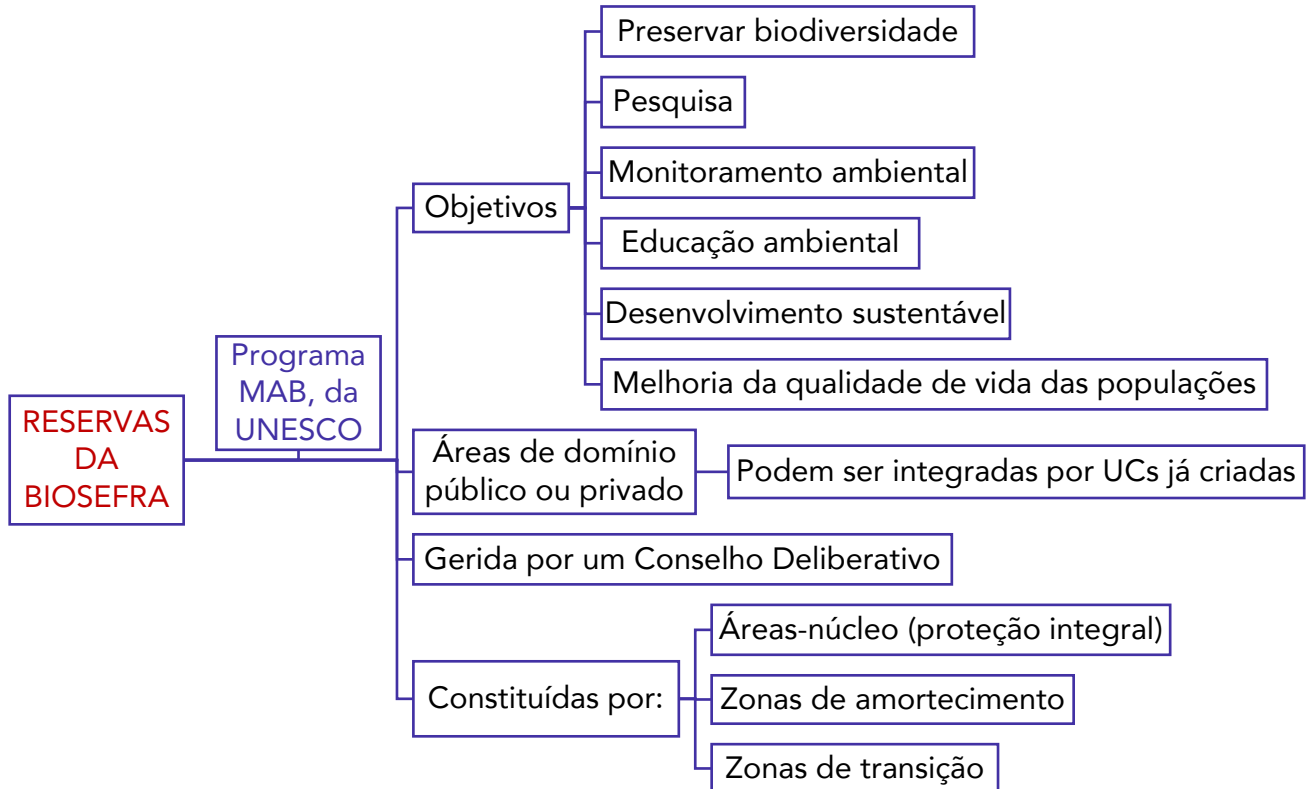 RESERVAS
DA
BIOSEFRA
Programa
MAB, da
UNESCO
Objetivos
Preservar biodiversidade
Pesquisa
Monitoramento ambiental
Educação ambiental
Desenvolvimento sustentável
Melhoria da qualidade de vida das populações
Áreas de domínio
público ou privado
Podem ser integradas por UCs já criadas
Gerida por um Conselho Deliberativo
Constituídas por:
Áreas-núcleo (proteção integral)
Zonas de amortecimento
Zonas de transição